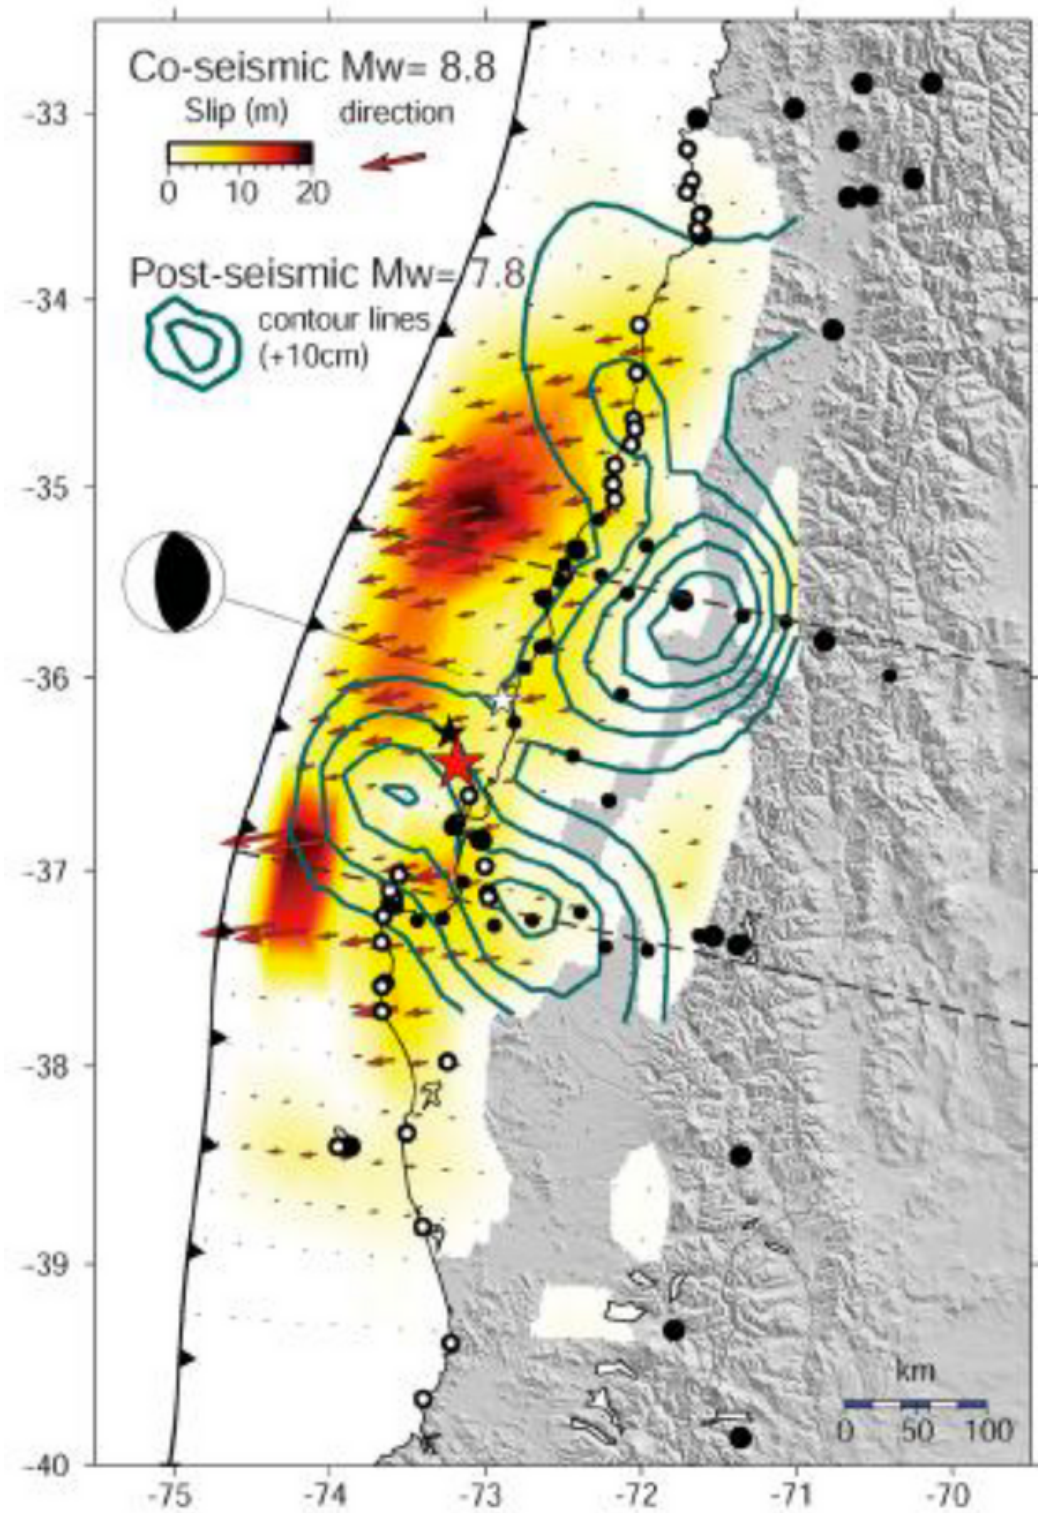 Co-seismic Mw= 8.8
Slip (m) direction
0 10 20
Post-seismic Mw= 7.8
contour lines
(+10cm)
-33
-34
-35
-36
-37
-38
-39
-40
km
0 50 100
-75 -74 -73 -72 -71 -70